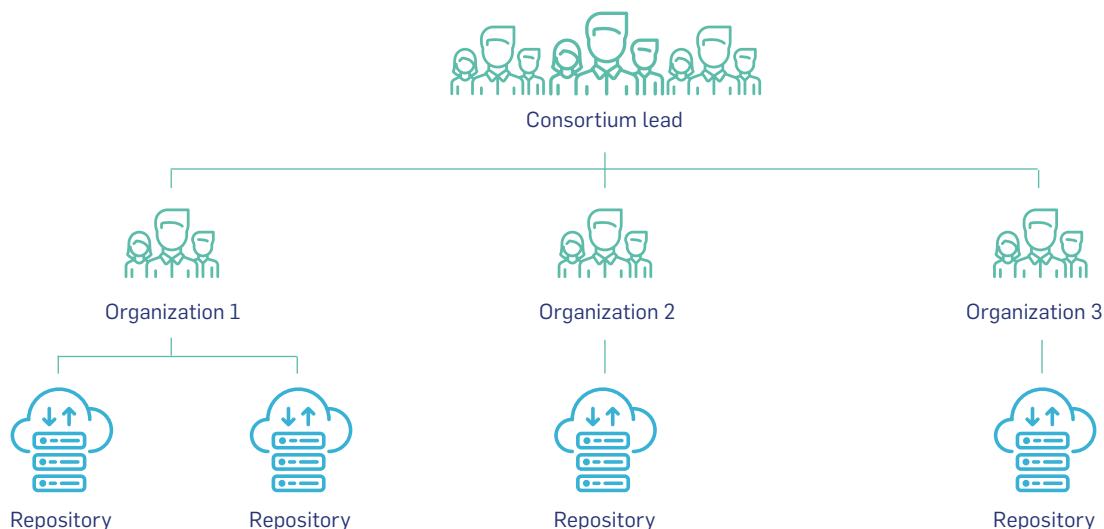 Consortium lead
Organization 1
Organization 2
Organization 3
Repository
Repository
Repository
Repository